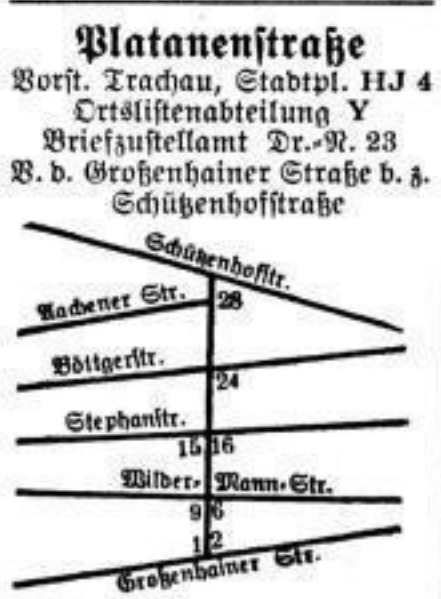 Platanenstraße
Vorst. Trachau, Stadtpl. HJ 4
Ortslistenabteilung Y
Briefzustellamt Dr.-N. 23
V. d. Großenhainer Straße b. z.
Schützenhofstraße
Schützenhofstr.
Aachener Str.
28
Böttgerstr.
24
Stephanstr.
15 16
Wilder- Mann-Str.
9 6
1 2
Großenhainer Str.